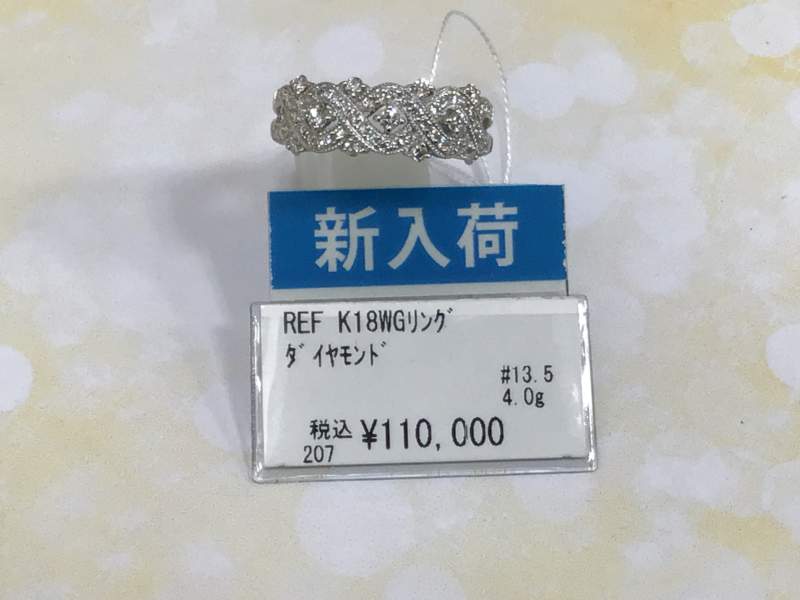 新入荷
REF K18WGﾘﾝｸﾞ
ﾀﾞｲﾔﾓﾝﾄﾞ
#13.5
4.0g
税込 ¥110,000
207